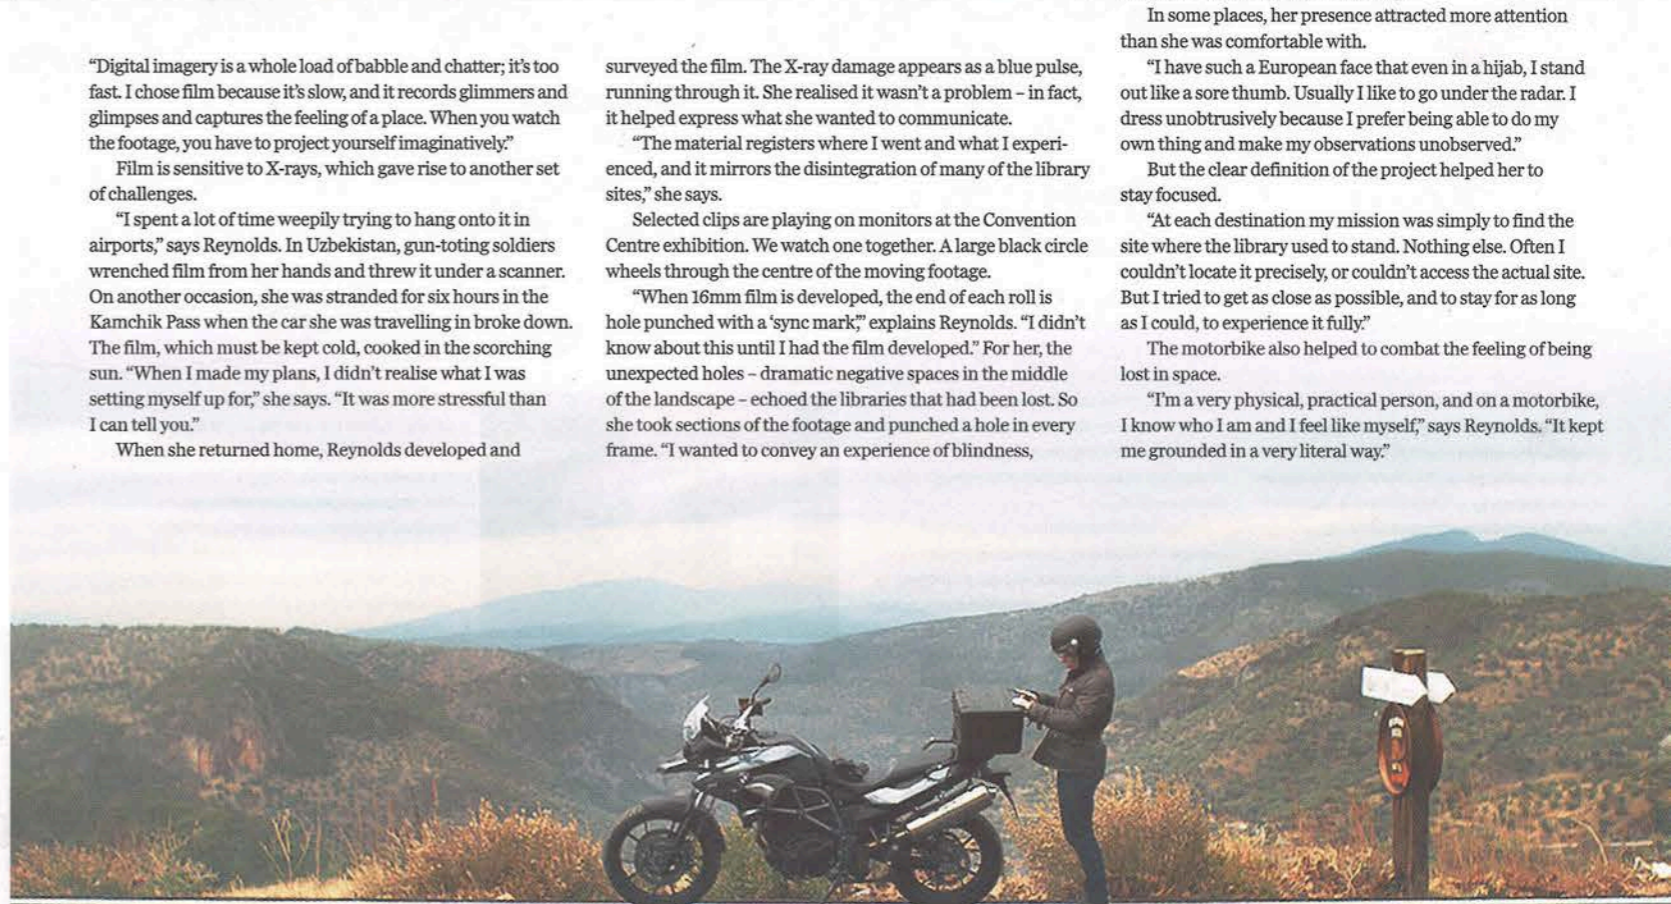 “Digital imagery is a whole load of babble and chatter; it’s too
fast. I chose film because it’s slow, and it records glimmers and
glimpses and captures the feeling of a place. When you watch
the footage, you have to project yourself imaginatively.”
Film is sensitive to X-rays, which gave rise to another set
of challenges.
“I spent a lot of time weepily trying to hang onto it in
airports,” says Reynolds. In Uzbekistan, gun-toting soldiers
wrenched film from her hands and threw it under a scanner.
On another occasion, she was stranded for six hours in the
Kamchik Pass when the car she was travelling in broke down.
The film, which must be kept cold, cooked in the scorching
sun. “When I made my plans, I didn’t realise what I was
setting myself up for,” she says. “It was more stressful than
I can tell you.”
When she returned home, Reynolds developed and
surveyed the film. The X-ray damage appears as a blue pulse,
running through it. She realised it wasn’t a problem – in fact,
it helped express what she wanted to communicate.
“The material registers where I went and what I experi-
enced, and it mirrors the disintegration of many of the library
sites,” she says.
Selected clips are playing on monitors at the Convention
Centre exhibition. We watch one together. A large black circle
wheels through the centre of the moving footage.
“When 16mm film is developed, the end of each roll is
hole punched with a ‘sync mark’,” explains Reynolds. “I didn’t
know about this until I had the film developed.” For her, the
unexpected holes – dramatic negative spaces in the middle
of the landscape – echoed the libraries that had been lost. So
she took sections of the footage and punched a hole in every
frame. “I wanted to convey an experience of blindness,
In some places, her presence attracted more attention
than she was comfortable with.
“I have such a European face that even in a hijab, I stand
out like a sore thumb. Usually I like to go under the radar. I
dress unobtrusively because I prefer being able to do my
own thing and make my observations unobserved.”
But the clear definition of the project helped her to
stay focused.
“At each destination my mission was simply to find the
site where the library used to stand. Nothing else. Often I
couldn’t locate it precisely, or couldn’t access the actual site.
But I tried to get as close as possible, and to stay for as long
as I could, to experience it fully.”
The motorbike also helped to combat the feeling of being
lost in space.
“I’m a very physical, practical person, and on a motorbike,
I know who I am and I feel like myself,” says Reynolds. “It kept
me grounded in a very literal way.”